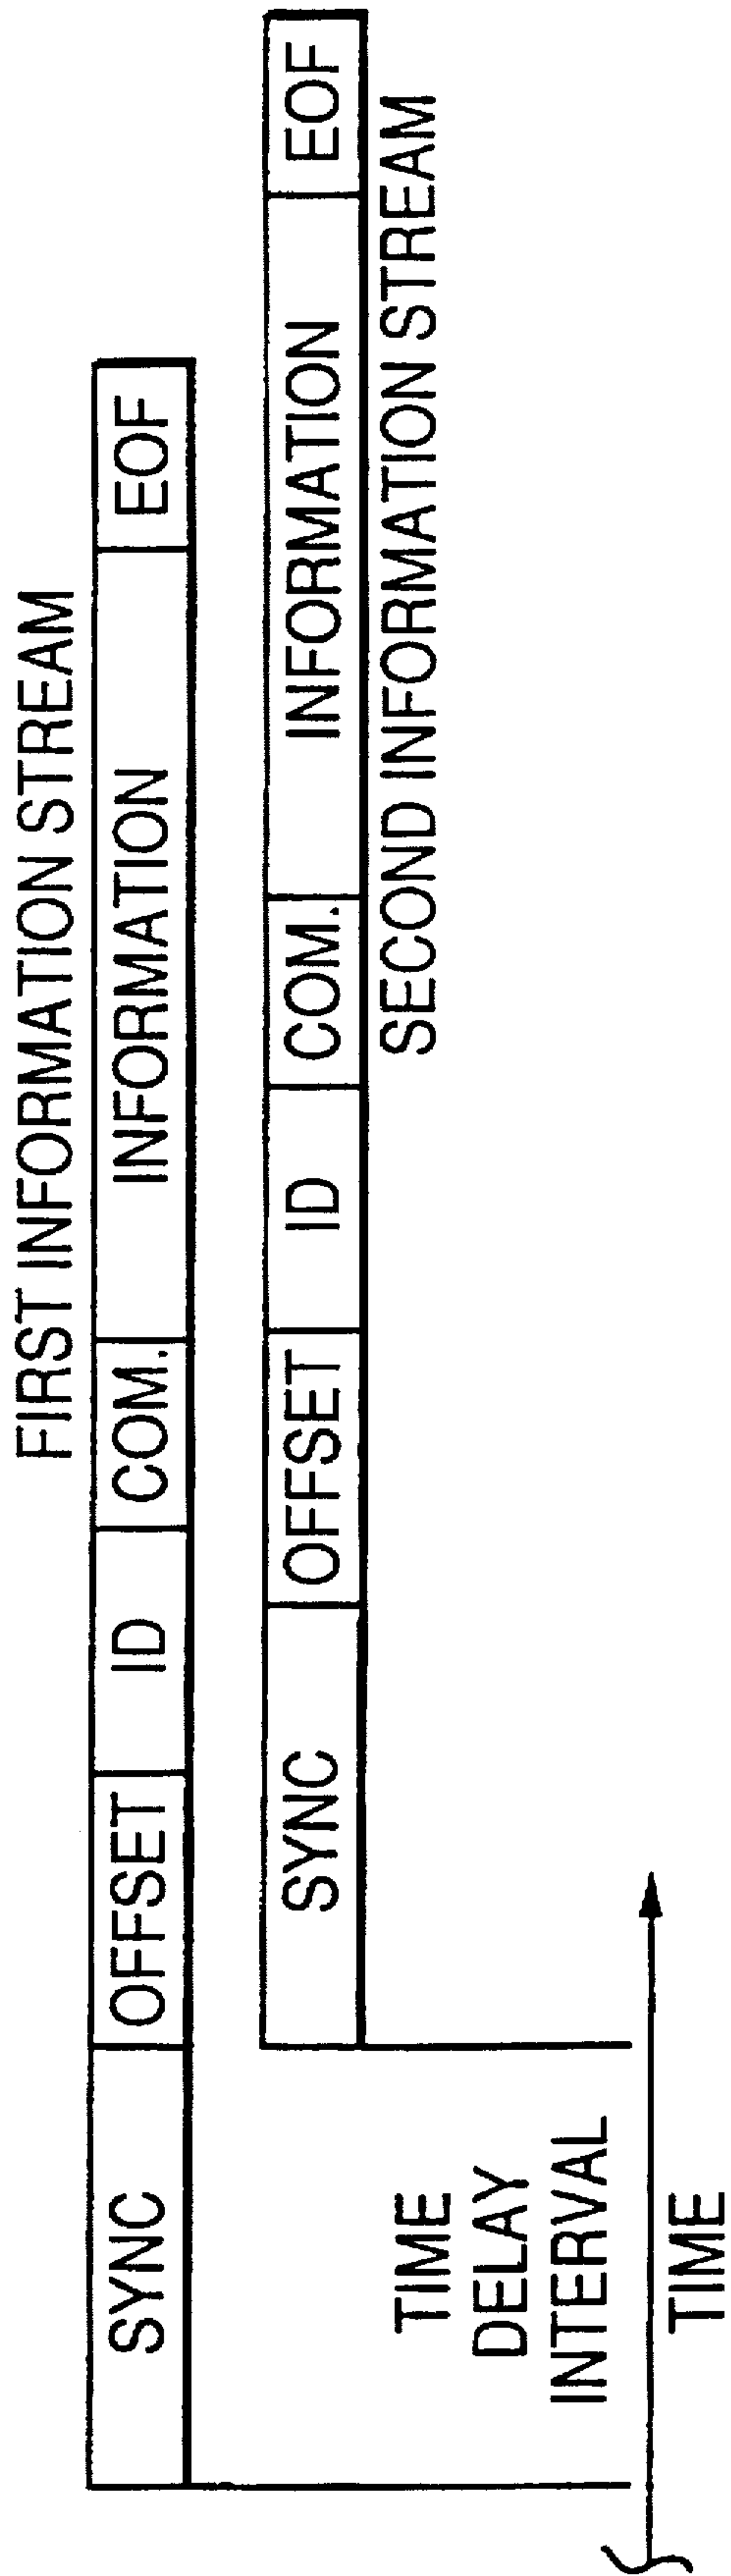 FIRST INFORMATION STREAM
SYNC OFFSET ID COM. INFORMATION EOF
SYNC OFFSET ID COM. INFORMATION EOF
SECOND INFORMATION STREAM
TIME
DELAY
INTERVAL
TIME